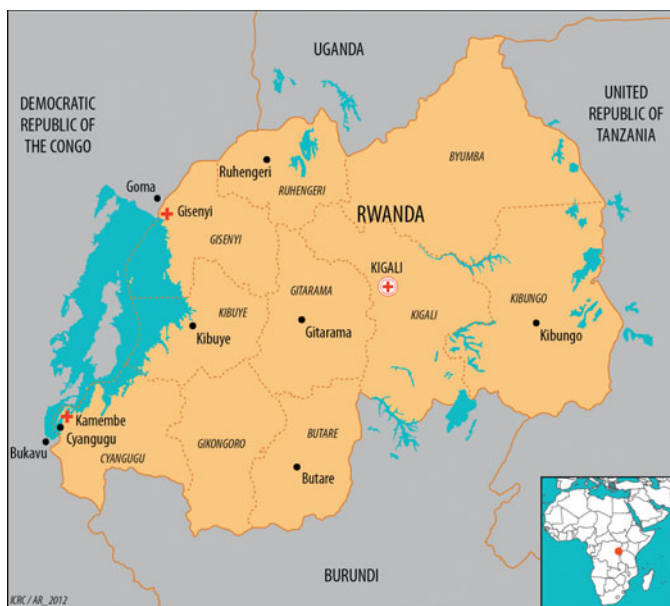 UGANDA
DEMOCRATIC
REPUBLIC OF
THE CONGO
UNITED
REPUBLIC OF
TANZANIA
BYUMBA
Ruhengeri
RUHENGERI
Goma
Gisenyi
RWANDA
GISENYI
KIGALI
GITARAMA
KIBUYE
KIGALI
KIBUNGO
Gitarama
Kibuye
Kibungo
Kamembe
Cyangugu
Bukavu
CYANGUGU
GIKONGORO
BUTARE
Butare
BURUNDI
ICRC / AR_2012